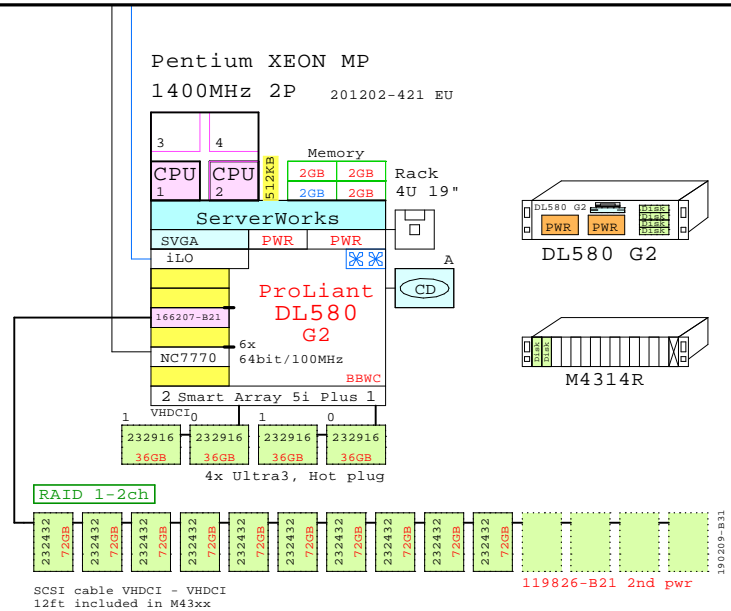 Pentium XEON MP
1400MHz 2P 201202-421 EU
3 4
Memory
CPU 1
CPU 2
512KB
2GB 2GB
2GB 2GB
Rack
4U 19"
ServerWorks
SVGA PWR PWR
iLO
A
CD
ProLiant
DL580
G2
166207-B21
6x
64bit/100MHz
NC7770
BBWC
2 Smart Array 5i Plus 1
VHDCI
1 0 1 0
232916 232916 232916 232916
36GB 36GB 36GB 36GB
4x Ultra3, Hot plug
DL580 G2
PWR PWR
Disk
Disk
Disk
Disk
DL580 G2
Disk Disk
M4314R
RAID 1-2ch
232432 72GB
232432 72GB
232432 72GB
232432 72GB
232432 72GB
232432 72GB
232432 72GB
232432 72GB
232432 72GB
232432 72GB
190209-B31
119826-B21 2nd pwr
SCSI cable VHDCI - VHDCI
12ft included in M43xx